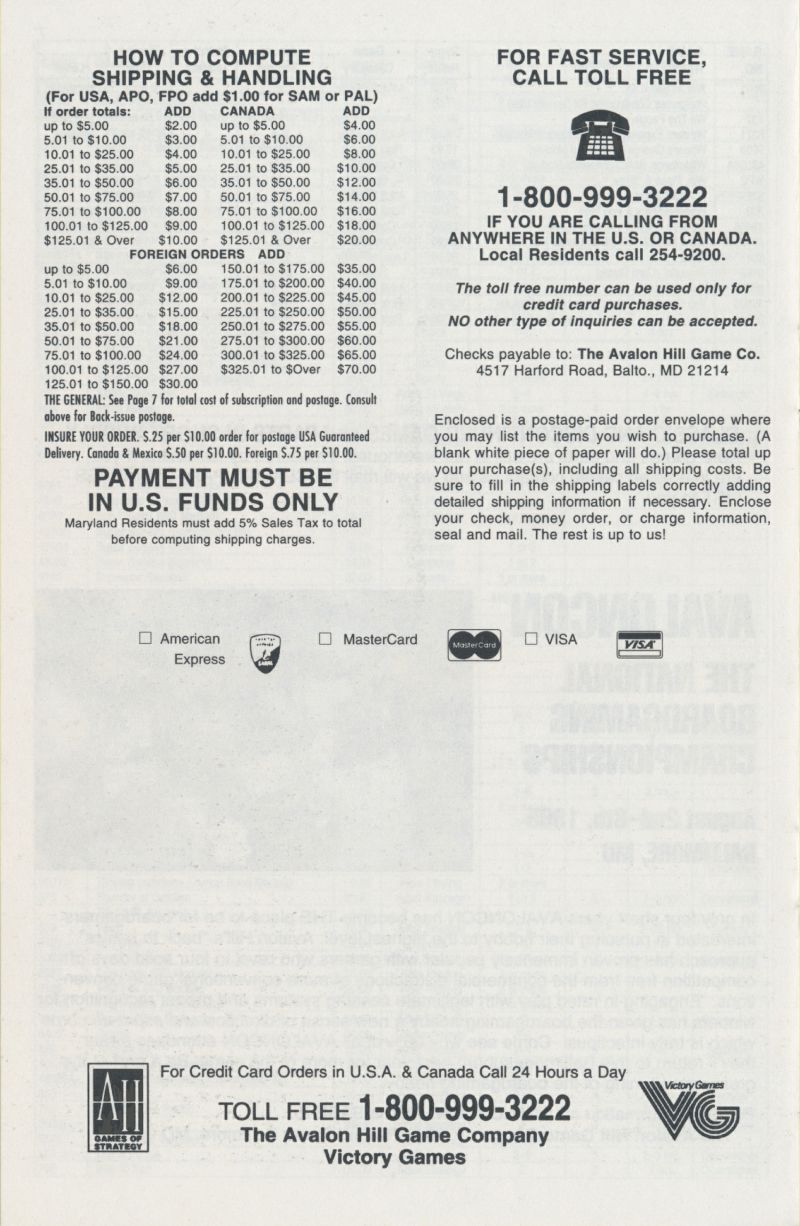 HOW TO COMPUTE
SHIPPING & HANDLING
(For USA, APO, FPO add $1.00 for SAM or PAL)
If order totals: ADD CANADA ADD
up to $5.00 $2.00 up to $5.00 $4.00
5.01 to $10.00 $3.00 5.01 to $10.00 $6.00
10.01 to $25.00 $4.00 10.01 to $25.00 $8.00
25.01 to $35.00 $5.00 25.01 to $35.00 $10.00
35.01 to $50.00 $6.00 35.01 to $50.00 $12.00
50.01 to $75.00 $7.00 50.01 to $75.00 $14.00
75.01 to $100.00 $8.00 75.01 to $100.00 $16.00
100.01 to $125.00 $9.00 100.01 to $125.00 $18.00
$125.01 & Over $10.00 $125.01 & Over $20.00
FOREIGN ORDERS ADD
up to $5.00 $6.00 150.01 to $175.00 $35.00
5.01 to $10.00 $9.00 175.01 to $200.00 $40.00
10.01 to $25.00 $12.00 200.01 to $225.00 $45.00
25.01 to $35.00 $15.00 225.01 to $250.00 $50.00
35.01 to $50.00 $18.00 250.01 to $275.00 $55.00
50.01 to $75.00 $21.00 275.01 to $300.00 $60.00
75.01 to $100.00 $24.00 300.01 to $325.00 $65.00
100.01 to $125.00 $27.00 $325.01 to $Over $70.00
125.01 to $150.00 $30.00
THE GENERAL: See Page 7 for total cost of subscription and postage. Consult
above for Back-issue postage.
INSURE YOUR ORDER. $.25 per $10.00 order for postage USA Guaranteed
Delivery. Canada & Mexico $.50 per $10.00. Foreign $.75 per $10.00.
PAYMENT MUST BE
IN U.S. FUNDS ONLY
Maryland Residents must add 5% Sales Tax to total
before computing shipping charges.
FOR FAST SERVICE,
CALL TOLL FREE
1-800-999-3222
IF YOU ARE CALLING FROM
ANYWHERE IN THE U.S. OR CANADA.
Local Residents call 254-9200.
The toll free number can be used only for
credit card purchases.
NO other type of inquiries can be accepted.
Checks payable to: The Avalon Hill Game Co.
4517 Harford Road, Balto., MD 21214
Enclosed is a postage-paid order envelope where
you may list the items you wish to purchase. (A
blank white piece of paper will do.) Please total up
your purchase(s), including all shipping costs. Be
sure to fill in the shipping labels correctly adding
detailed shipping information if necessary. Enclose
your check, money order, or charge information,
seal and mail. The rest is up to us!
American
Express
MasterCard
MasterCard
VISA
VISA
For Credit Card Orders in U.S.A. & Canada Call 24 Hours a Day
TOLL FREE 1-800-999-3222
The Avalon Hill Game Company
Victory Games
AH
GAMES OF
STRATEGY
Victory Games
VG